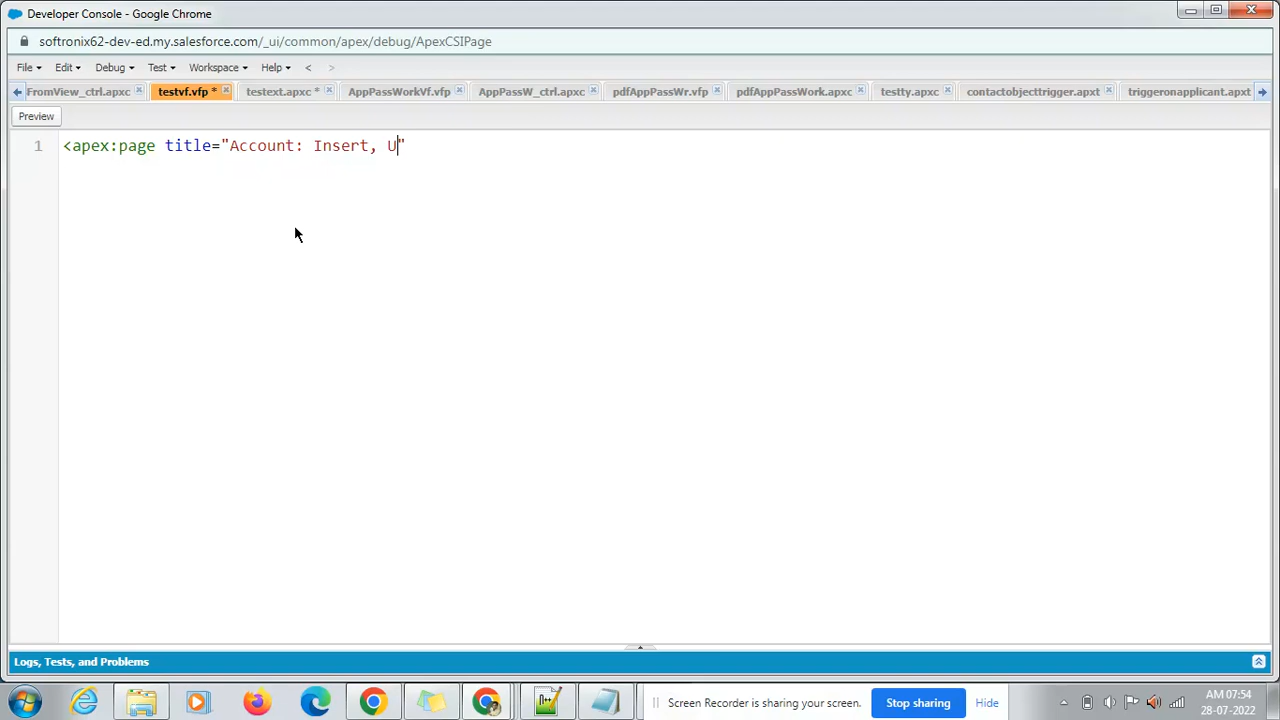 Developer Console - Google Chrome
softronix62-dev-ed.my.salesforce.com/_ui/common/apex/debug/ApexCSIPage
File Edit Debug Test Workspace Help < >
FromView_ctrl.apxc testvf.vfp * testext.apxc * AppPassWorkVf.vfp AppPassW_ctrl.apxc pdfAppPassWr.vfp pdfAppPassWork.apxc testty.apxc contactobjecttrigger.apxt triggeronapplicant.apxt
Preview
1 <apex:page title="Account: Insert, U"
Logs, Tests, and Problems
Screen Recorder is sharing your screen. Stop sharing Hide
AM 07:54
28-07-2022